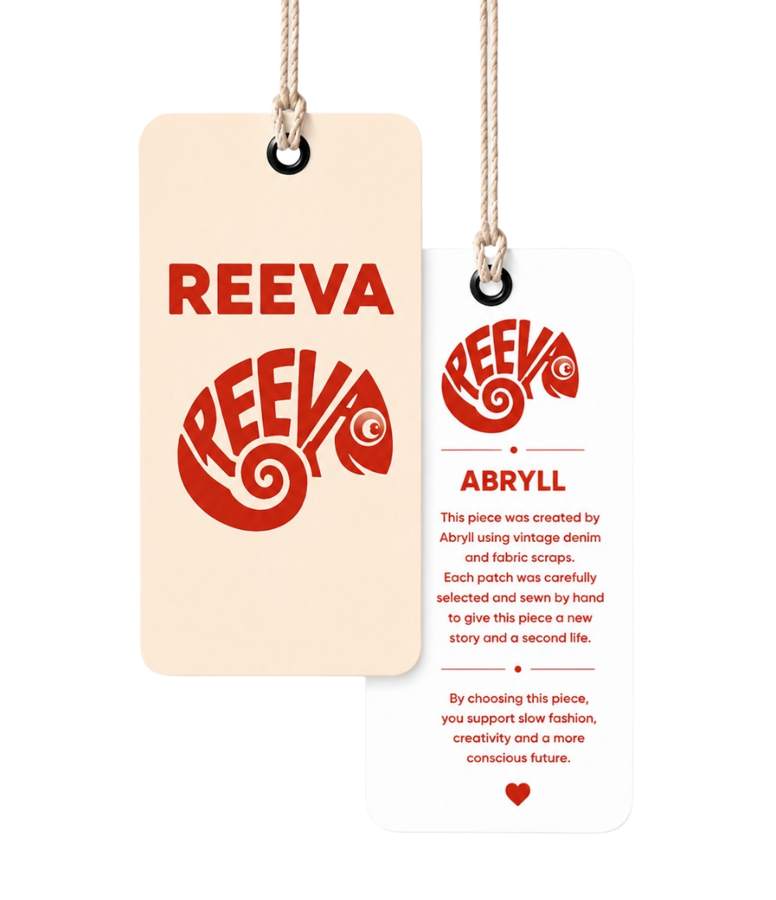 REEVA
REEVA
REEVA
ABRYLL
This piece was created by
Abryll using vintage denim
and fabric scraps.
Each patch was carefully
selected and sewn by hand
to give this piece a new
story and a second life.
By choosing this piece,
you support slow fashion,
creativity and a more
conscious future.